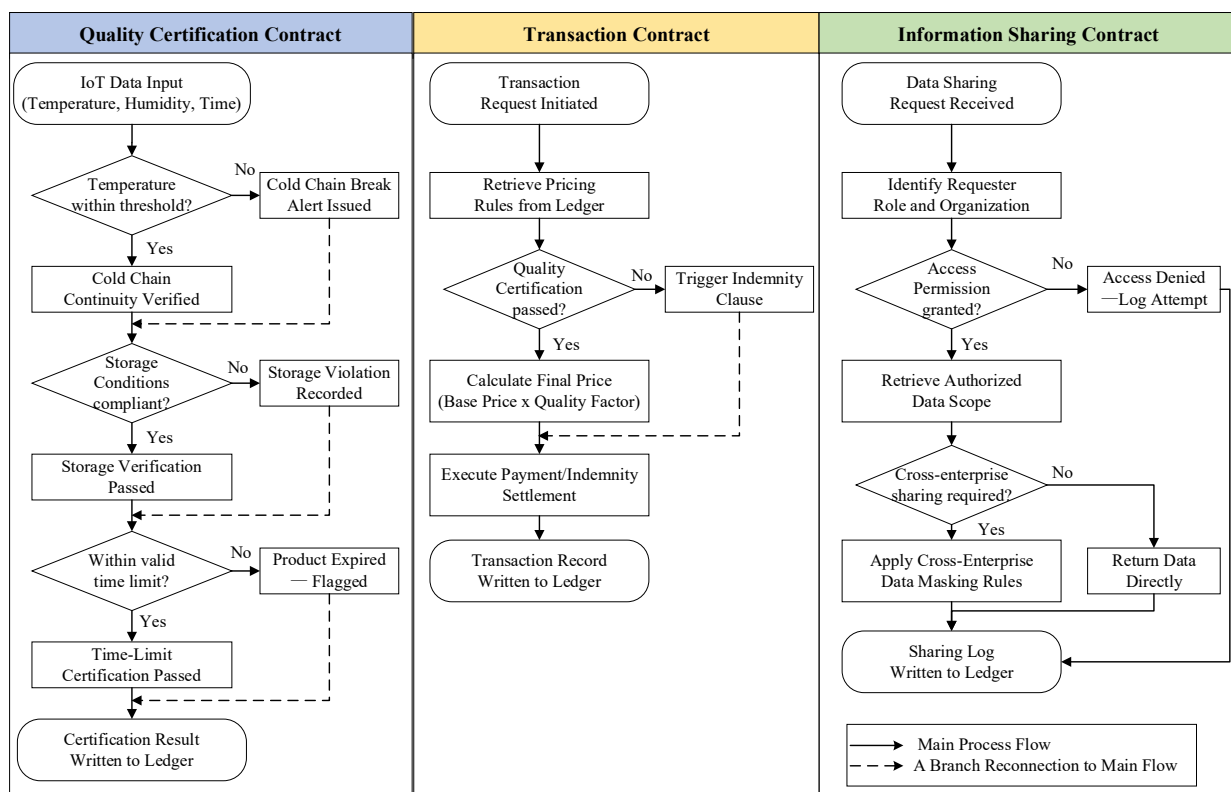 Quality Certification Contract
IoT Data Input
(Temperature, Humidity, Time)
Temperature
within threshold?
No
Cold Chain Break
Alert Issued
Yes
Cold Chain
Continuity Verified
Storage
Conditions
compliant?
No
Storage Violation
Recorded
Yes
Storage Verification
Passed
Within valid
time limit?
No
Product Expired
— Flagged
Yes
Time-Limit
Certification Passed
Certification Result
Written to Ledger
Transaction Contract
Transaction
Request Initiated
Retrieve Pricing
Rules from Ledger
Quality
Certification
passed?
No
Trigger Indemnity
Clause
Yes
Calculate Final Price
(Base Price x Quality Factor)
Execute Payment/Indemnity
Settlement
Transaction Record
Written to Ledger
Information Sharing Contract
Data Sharing
Request Received
Identify Requester
Role and Organization
Access
Permission
granted?
No
Access Denied
—Log Attempt
Yes
Retrieve Authorized
Data Scope
Cross-enterprise
sharing required?
No
Yes
Apply Cross-Enterprise
Data Masking Rules
Return Data
Directly
Sharing Log
Written to Ledger
Main Process Flow
A Branch Reconnection to Main Flow